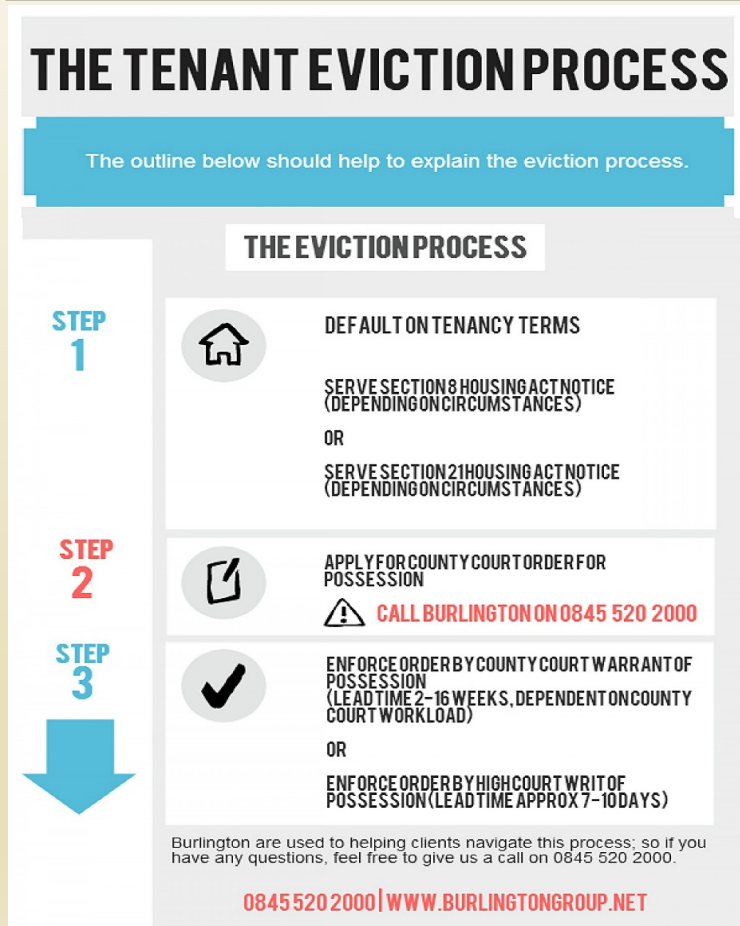 THE TENANT EVICTION PROCESS
The outline below should help to explain the eviction process.
THE EVICTION PROCESS
STEP
1
DEFAULT ON TENANCY TERMS
SERVE SECTION 8 HOUSING ACT NOTICE
(DEPENDING ON CIRCUMSTANCES)
OR
SERVE SECTION 21 HOUSING ACT NOTICE
(DEPENDING ON CIRCUMSTANCES)
STEP
2
APPLY FOR COUNTY COURT ORDER FOR
POSSESSION
CALL BURLINGTON ON 0845 520 2000
STEP
3
ENFORCE ORDER BY COUNTY COURT WARRANT OF
POSSESSION
(LEAD TIME 2-16 WEEKS, DEPENDENT ON COUNTY
COURT WORKLOAD)
OR
ENFORCE ORDER BY HIGH COURT WRIT OF
POSSESSION (LEAD TIME APPROX 7-10 DAYS)
Burlington are used to helping clients navigate this process; so if you
have any questions, feel free to give us a call on 0845 520 2000.
0845 520 2000 | WWW.BURLINGTONGROUP.NET